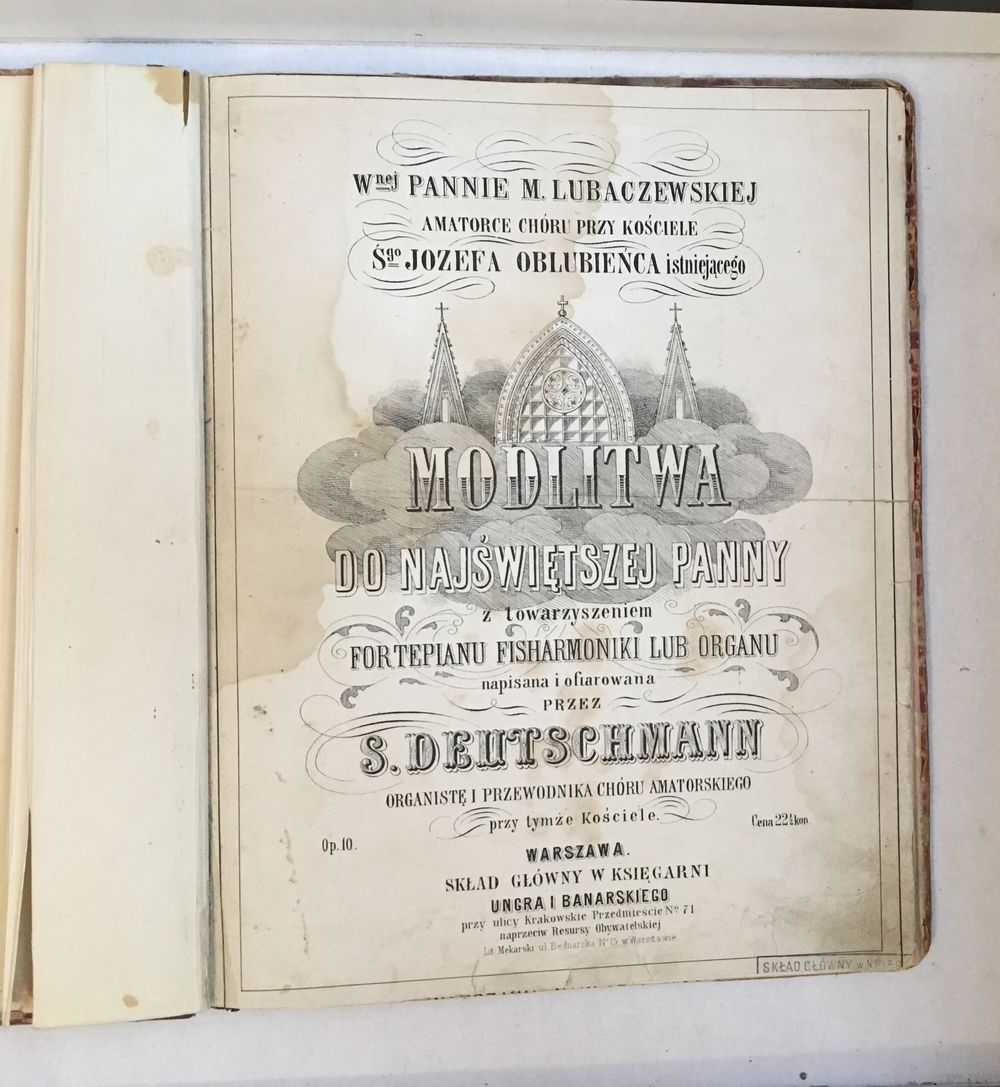 Wnej PANNIE M. LUBACZEWSKIEJ
AMATORCE CHÓRU PRZY KOŚCIELE
Śgo JOZEFA OBLUBIEŃCA istniejącego
MODLITWA
DO NAJŚWIĘTSZEJ PANNY
z towarzyszeniem
FORTEPIANU FISHARMONIKI LUB ORGANU
napisana i ofiarowana
PRZEZ
S. DEUTSCHMANN
ORGANISTĘ I PRZEWODNIKA CHÓRU AMATORSKIEGO
przy tymże Kościele.
Op. 10.
Cena 22½ kop.
WARSZAWA.
SKŁAD GŁÓWNY W KSIĘGARNI
UNGRA I BANARSKIEGO
przy ulicy Krakowskie Przedmieście No 71
naprzeciw Resursy Obywatelskiej
Lit. Mękarski ul. Bednarska No 15 w Warszawie.
SKŁAD GŁÓWNY w